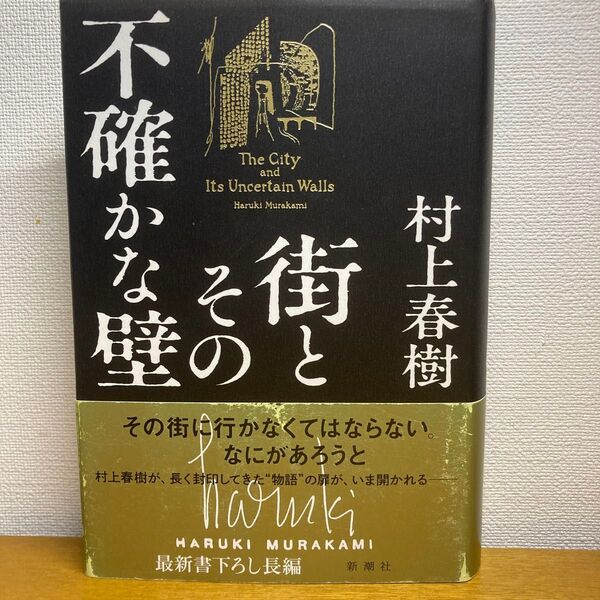 村上春樹
街と
その
不確かな壁
The City
and
Its Uncertain Walls
Haruki Murakami
その街に行かなくてはならない。
なにがあろうと
村上春樹が、長く封印してきた“物語”の扉が、いま開かれる——
haruki
HARUKI MURAKAMI
最新書下ろし長編
新潮社